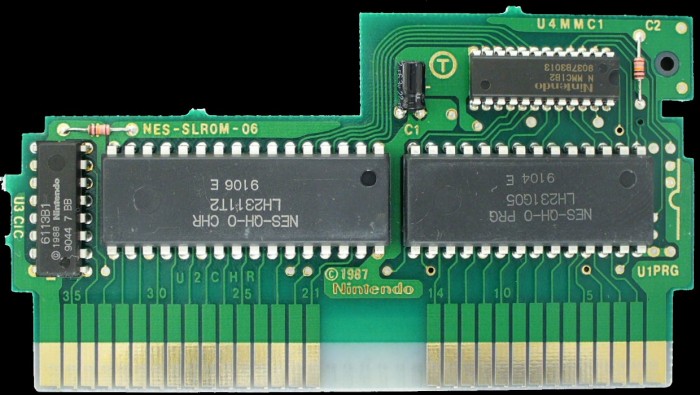 U4MMC1 C2
T
Nintendo
N MMC1B2
9037B3013
C1
NES-SLROM-06
NES-QH-0 CHR
LH2311T2
9106 E
NES-QH-0 PRG
LH231G05
9104 E
U3 CIC
6113B1
© 1988 Nintendo
9044 7 BB
U2CHR
U1PRG
©1987
Nintendo
35 30 25 21 14 10 5